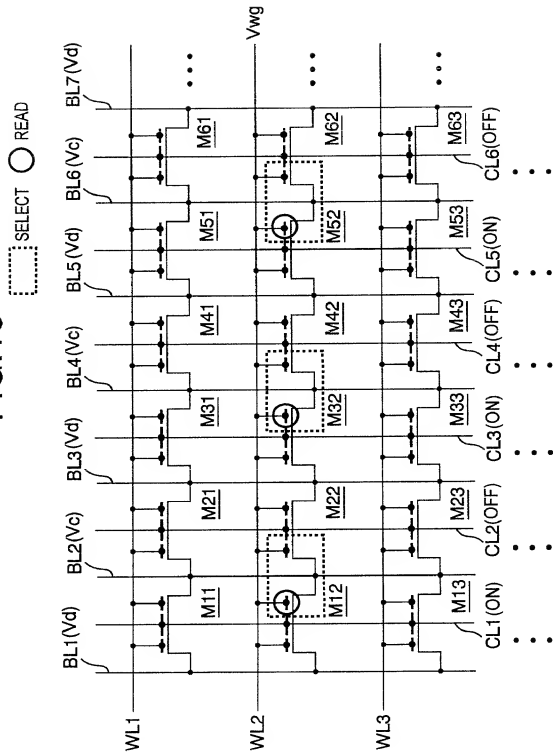 SELECT READ
BL1(Vd) BL2(Vc) BL3(Vd) BL4(Vc) BL5(Vd) BL6(Vc) BL7(Vd)
WL1
M11 M21 M31 M41 M51 M61
WL2 Vwg
M12 M22 M32 M42 M52 M62
WL3
M13 M23 M33 M43 M53 M63
CL1(ON) CL2(OFF) CL3(ON) CL4(OFF) CL5(ON) CL6(OFF)